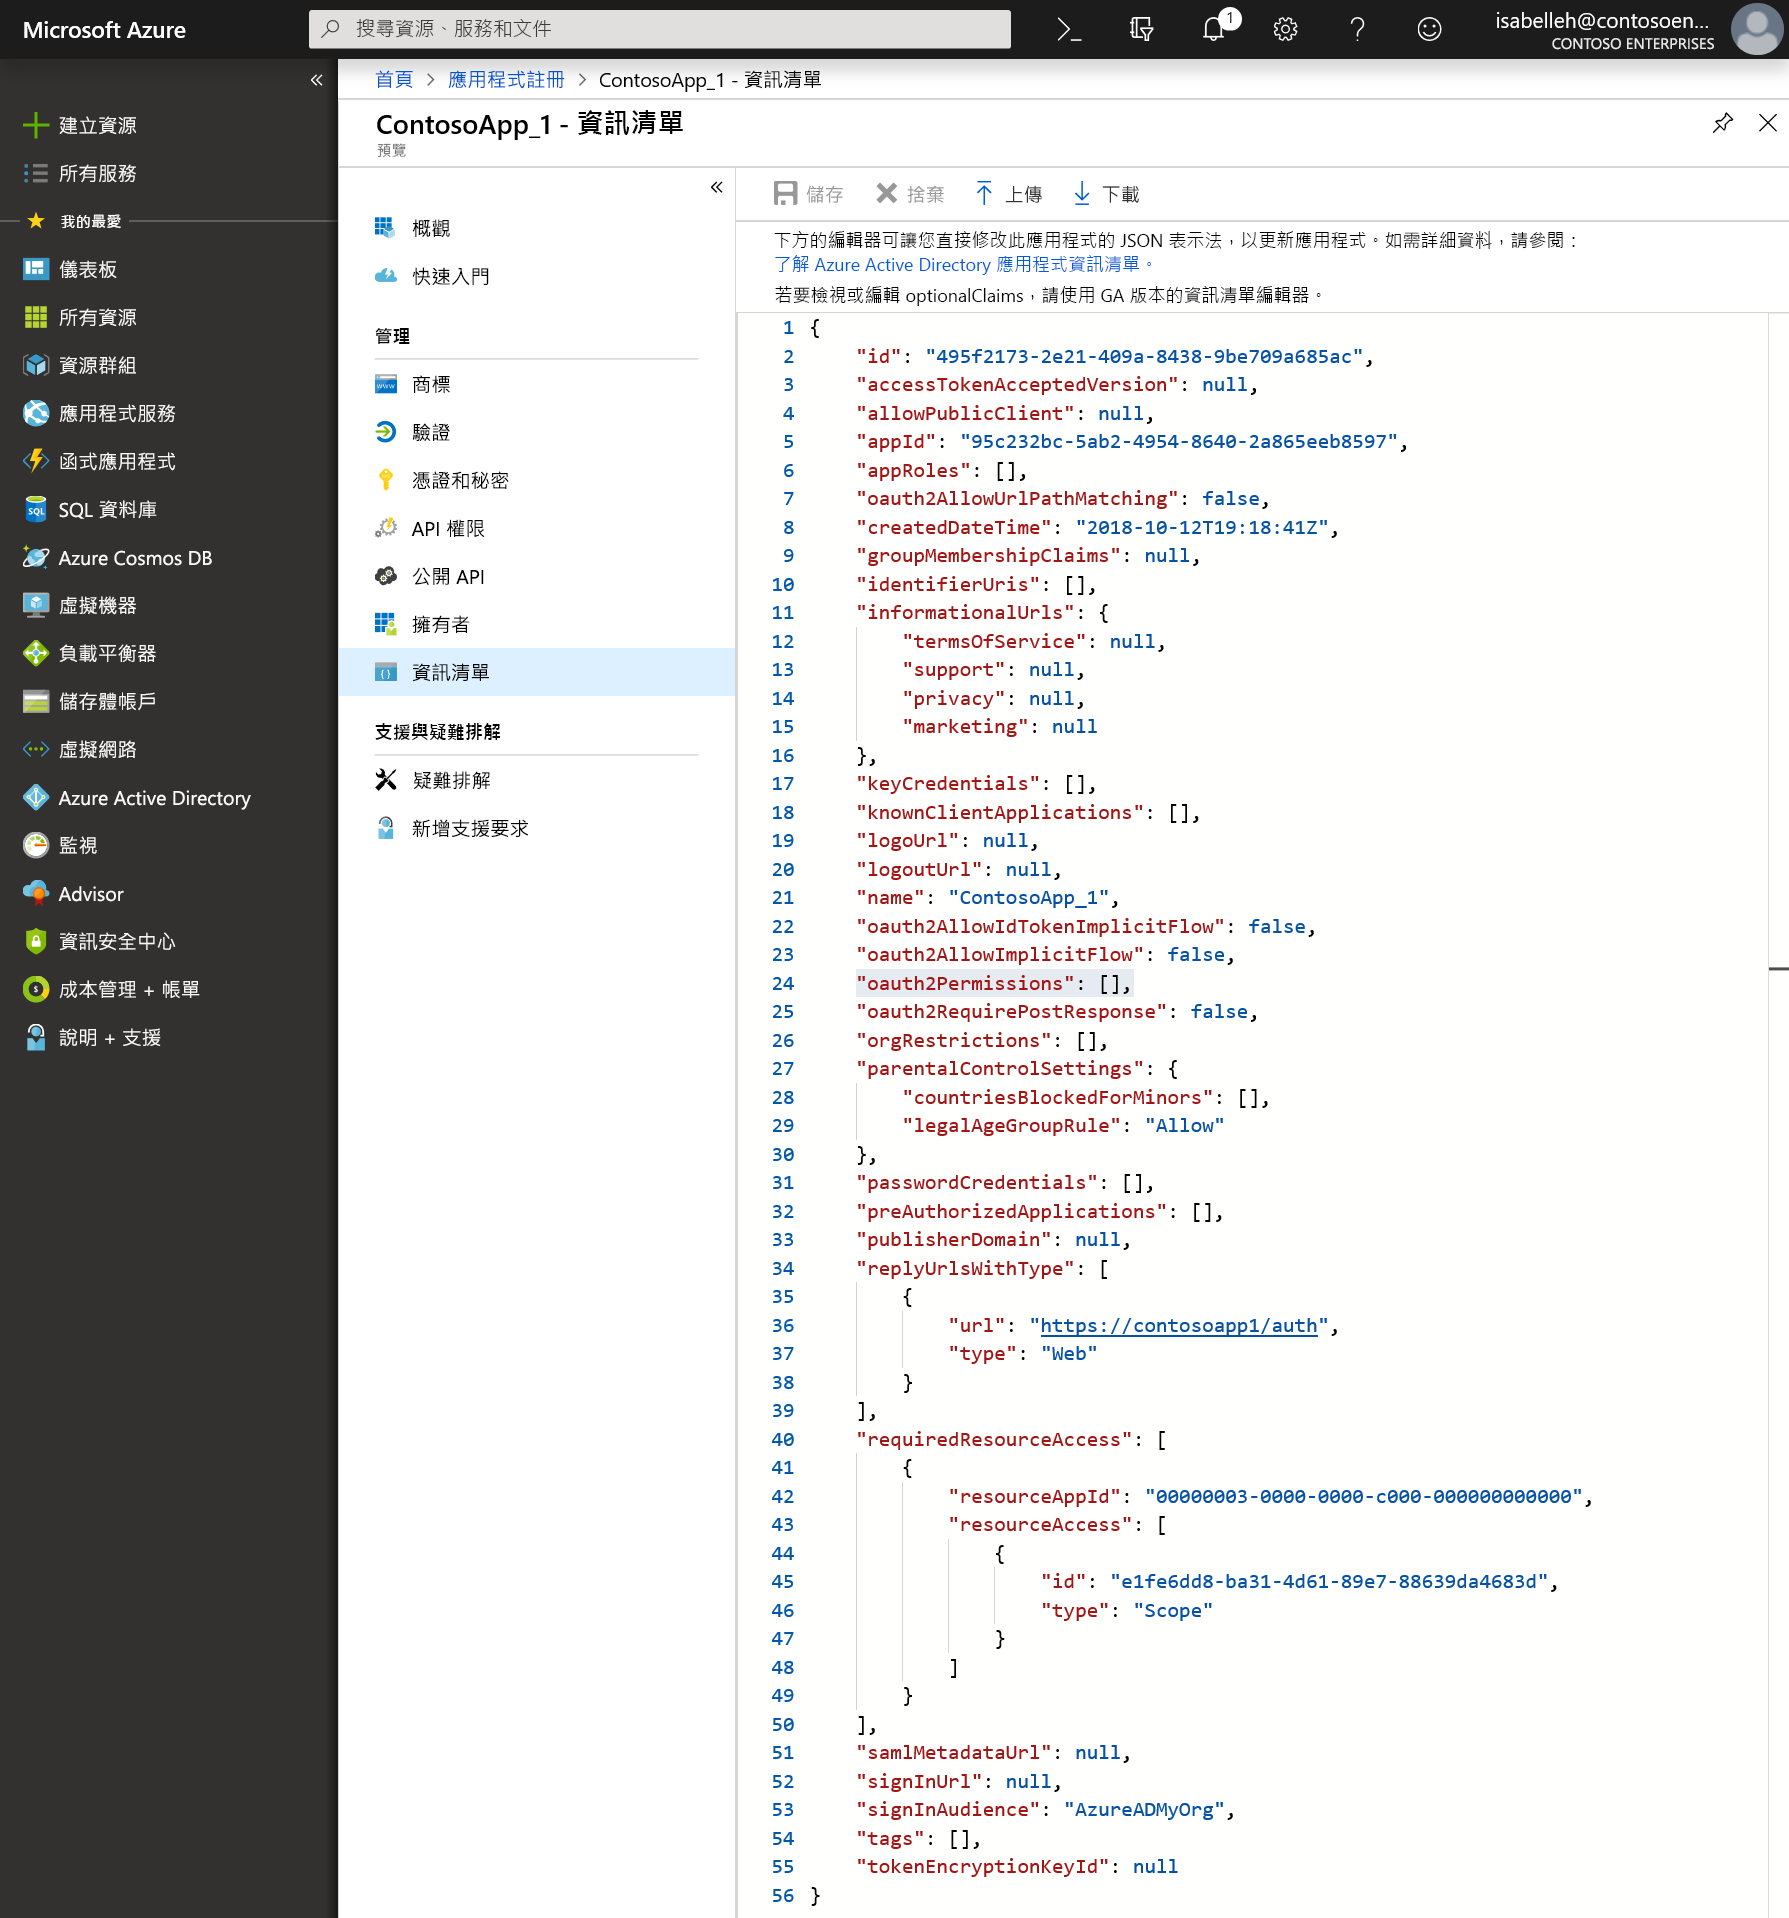 Microsoft Azure
搜尋資源、服務和文件
1
isabelleh@contosoen...
CONTOSO ENTERPRISES
建立資源
所有服務
我的最愛
儀表板
所有資源
資源群組
應用程式服務
函式應用程式
SQL 資料庫
Azure Cosmos DB
虛擬機器
負載平衡器
儲存體帳戶
虛擬網路
Azure Active Directory
監視
Advisor
資訊安全中心
成本管理 + 帳單
說明 + 支援
首頁 > 應用程式註冊 > ContosoApp_1 - 資訊清單
ContosoApp_1 - 資訊清單
預覽
概觀
快速入門
管理
商標
驗證
憑證和秘密
API 權限
公開 API
擁有者
資訊清單
支援與疑難排解
疑難排解
新增支援要求
儲存 捨棄 上傳 下載
下方的編輯器可讓您直接修改此應用程式的 JSON 表示法，以更新應用程式。如需詳細資料，請參閱：
了解 Azure Active Directory 應用程式資訊清單。
若要檢視或編輯 optionalClaims，請使用 GA 版本的資訊清單編輯器。
1 {
2 "id": "495f2173-2e21-409a-8438-9be709a685ac",
3 "accessTokenAcceptedVersion": null,
4 "allowPublicClient": null,
5 "appId": "95c232bc-5ab2-4954-8640-2a865eeb8597",
6 "appRoles": [],
7 "oauth2AllowUrlPathMatching": false,
8 "createdDateTime": "2018-10-12T19:18:41Z",
9 "groupMembershipClaims": null,
10 "identifierUris": [],
11 "informationalUrls": {
12 "termsOfService": null,
13 "support": null,
14 "privacy": null,
15 "marketing": null
16 },
17 "keyCredentials": [],
18 "knownClientApplications": [],
19 "logoUrl": null,
20 "logoutUrl": null,
21 "name": "ContosoApp_1",
22 "oauth2AllowIdTokenImplicitFlow": false,
23 "oauth2AllowImplicitFlow": false,
24 "oauth2Permissions": [],
25 "oauth2RequirePostResponse": false,
26 "orgRestrictions": [],
27 "parentalControlSettings": {
28 "countriesBlockedForMinors": [],
29 "legalAgeGroupRule": "Allow"
30 },
31 "passwordCredentials": [],
32 "preAuthorizedApplications": [],
33 "publisherDomain": null,
34 "replyUrlsWithType": [
35 {
36 "url": "https://contosoapp1/auth",
37 "type": "Web"
38 }
39 ],
40 "requiredResourceAccess": [
41 {
42 "resourceAppId": "00000003-0000-0000-c000-000000000000",
43 "resourceAccess": [
44 {
45 "id": "e1fe6dd8-ba31-4d61-89e7-88639da4683d",
46 "type": "Scope"
47 }
48 ]
49 }
50 ],
51 "samlMetadataUrl": null,
52 "signInUrl": null,
53 "signInAudience": "AzureADMyOrg",
54 "tags": [],
55 "tokenEncryptionKeyId": null
56 }